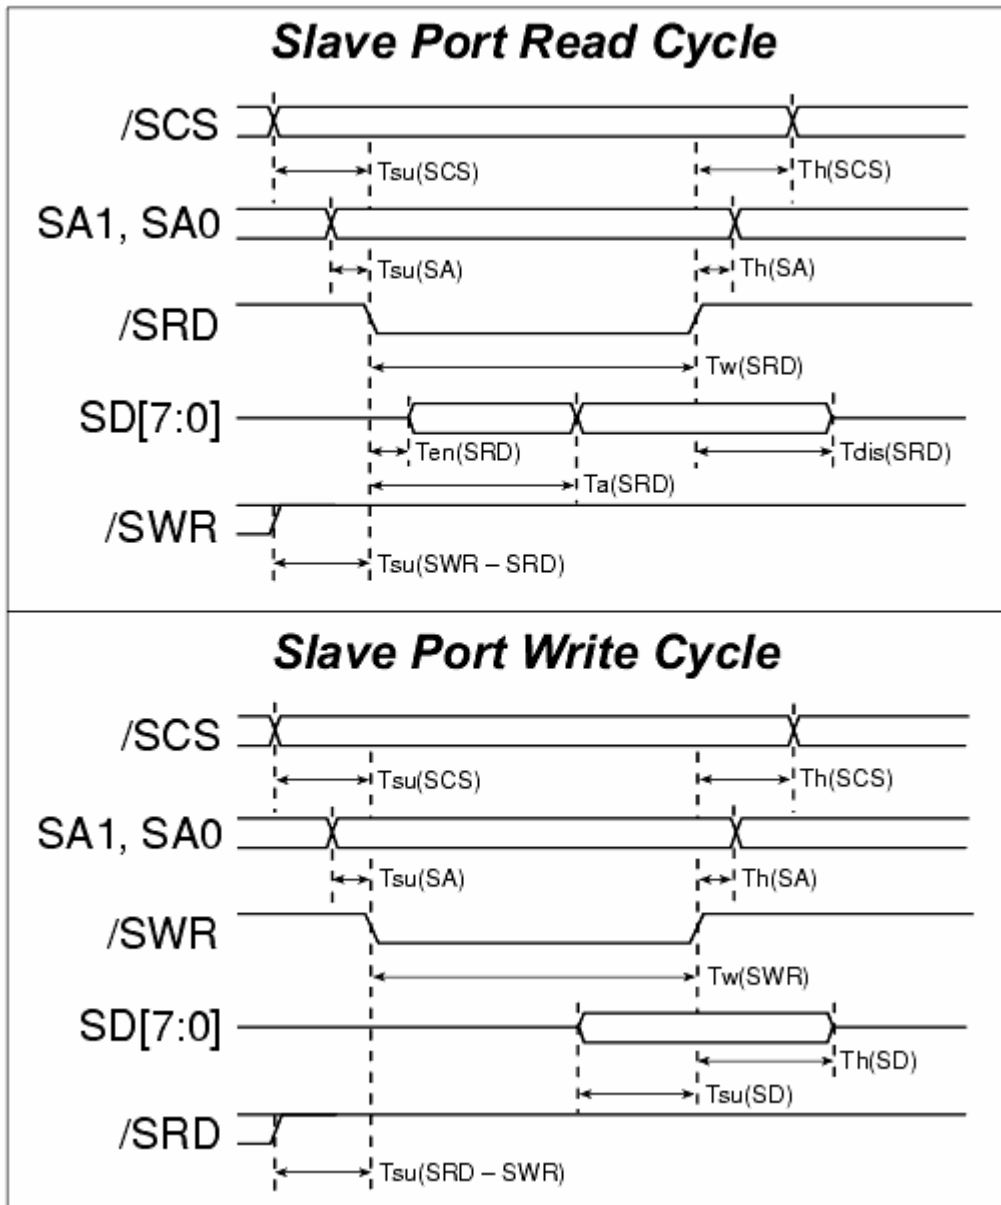 Slave Port Read Cycle
/SCS
Tsu(SCS)
Th(SCS)
SA1, SA0
Tsu(SA)
Th(SA)
/SRD
Tw(SRD)
SD[7:0]
Ten(SRD)
Tdis(SRD)
Ta(SRD)
/SWR
Tsu(SWR – SRD)
Slave Port Write Cycle
/SCS
Tsu(SCS)
Th(SCS)
SA1, SA0
Tsu(SA)
Th(SA)
/SWR
Tw(SWR)
SD[7:0]
Th(SD)
Tsu(SD)
/SRD
Tsu(SRD – SWR)